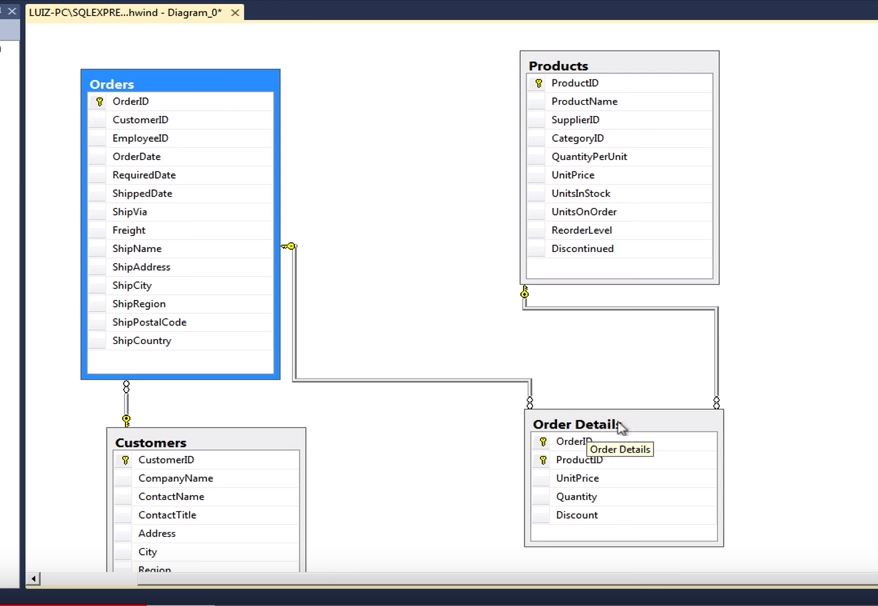 LUIZ-PC\SQLEXPRE...hwind - Diagram_0*
Orders
OrderID
CustomerID
EmployeeID
OrderDate
RequiredDate
ShippedDate
ShipVia
Freight
ShipName
ShipAddress
ShipCity
ShipRegion
ShipPostalCode
ShipCountry
Products
ProductID
ProductName
SupplierID
CategoryID
QuantityPerUnit
UnitPrice
UnitsInStock
UnitsOnOrder
ReorderLevel
Discontinued
Customers
CustomerID
CompanyName
ContactName
ContactTitle
Address
City
Region
Order Details
OrderID
Order Details
ProductID
UnitPrice
Quantity
Discount